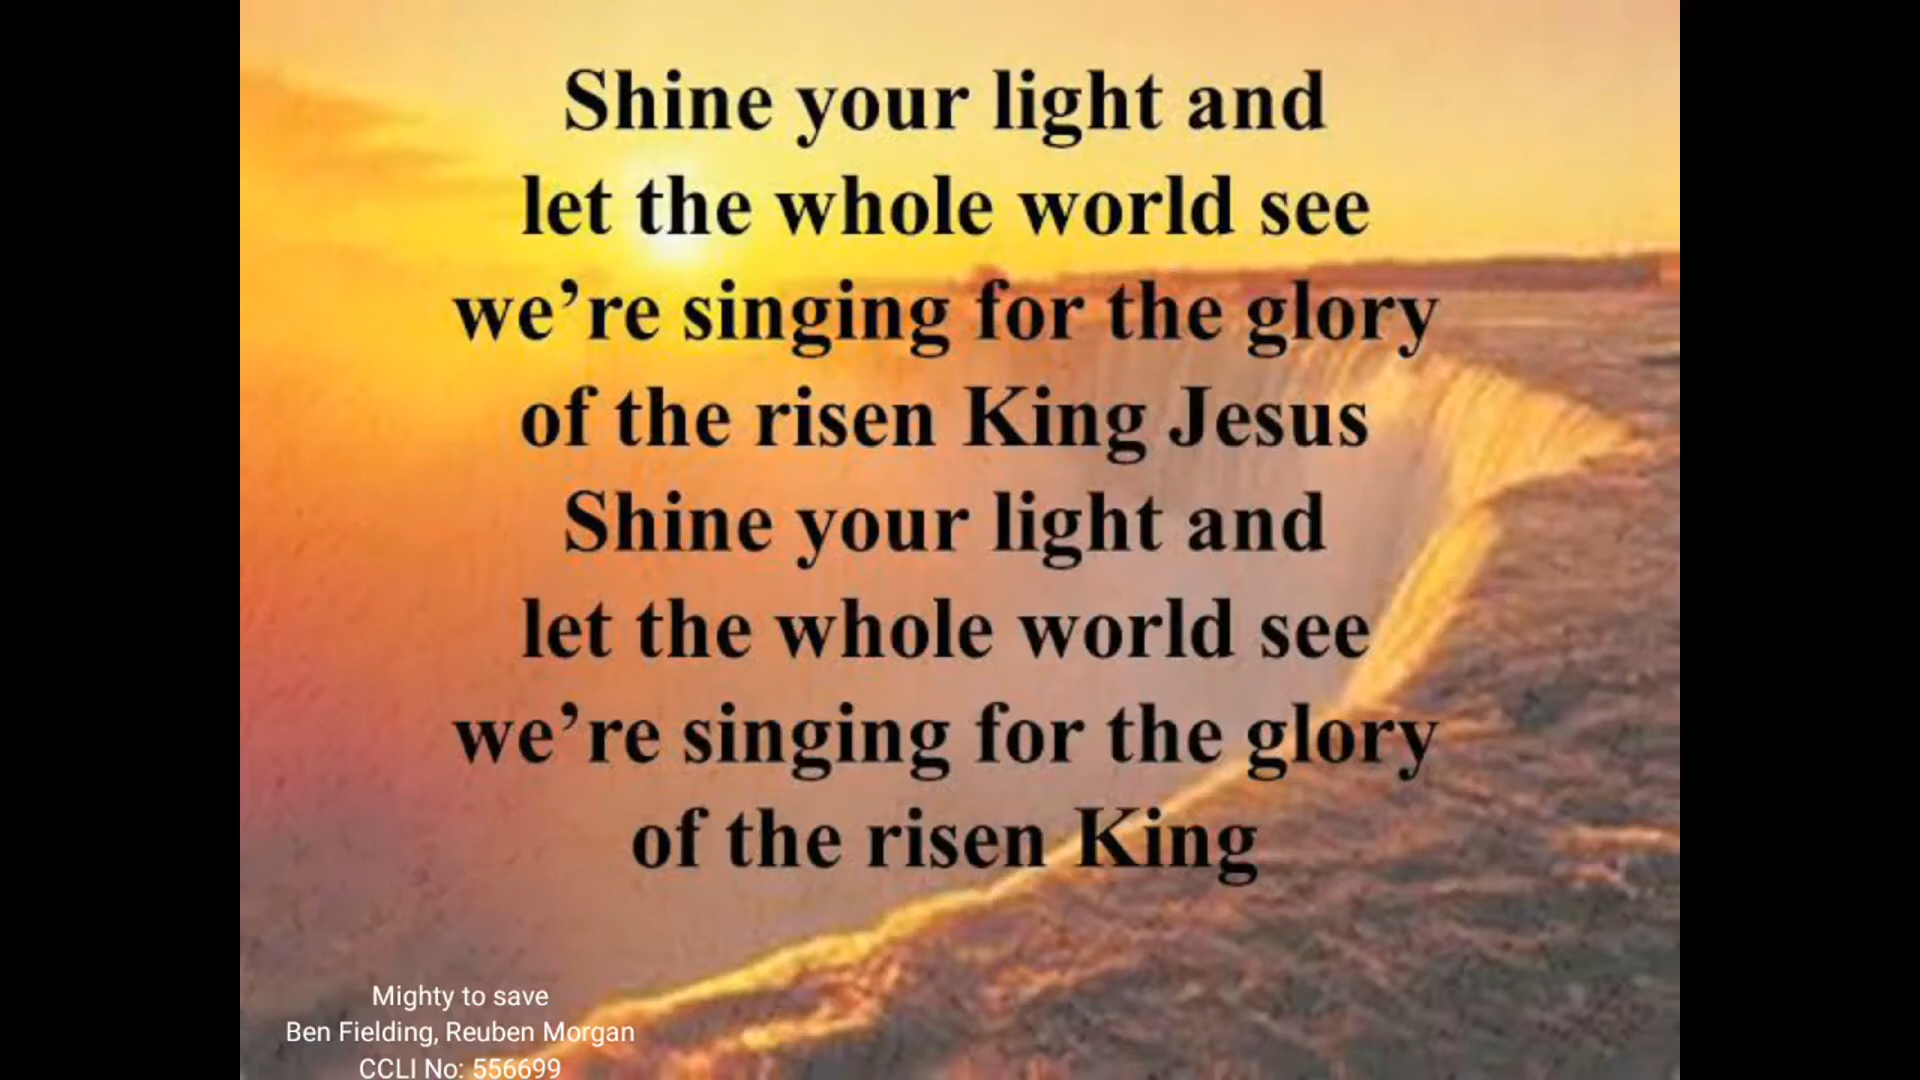 Shine your light and
let the whole world see
we’re singing for the glory
of the risen King Jesus
Shine your light and
let the whole world see
we’re singing for the glory
of the risen King
Mighty to save
Ben Fielding, Reuben Morgan
CCLI No: 556699